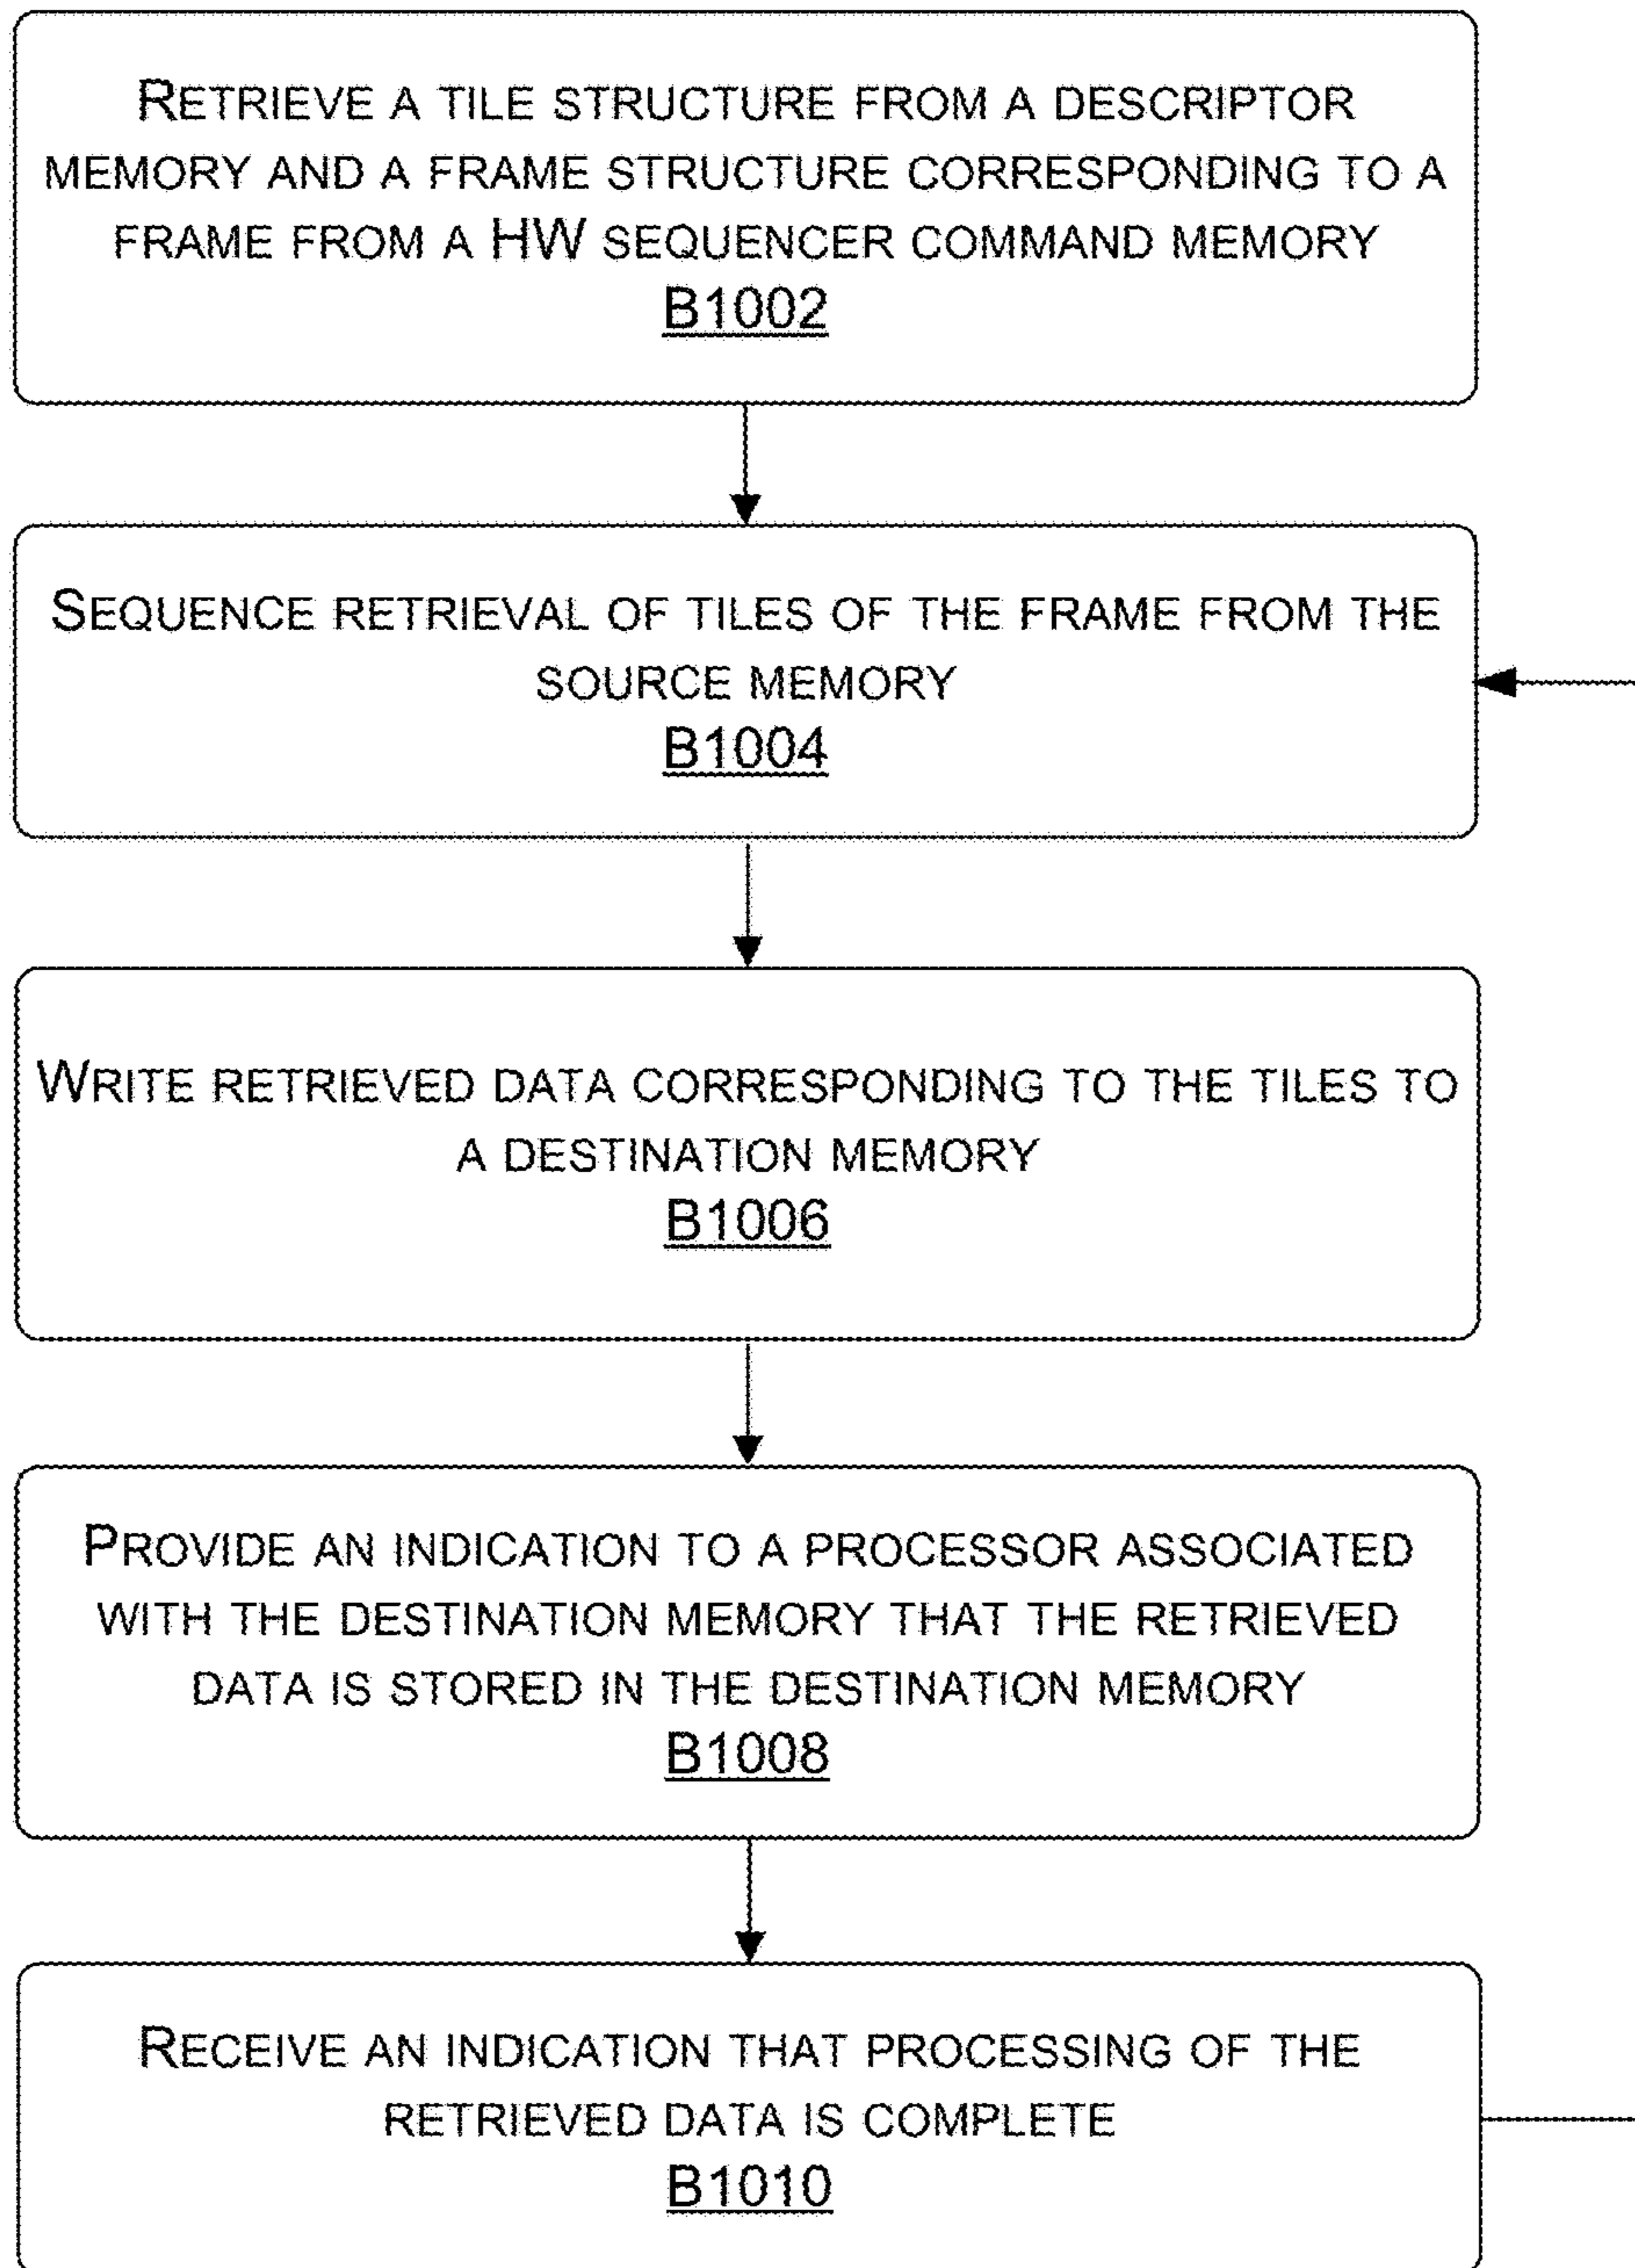 RETRIEVE A TILE STRUCTURE FROM A DESCRIPTOR
MEMORY AND A FRAME STRUCTURE CORRESPONDING TO A
FRAME FROM A HW SEQUENCER COMMAND MEMORY
B1002
SEQUENCE RETRIEVAL OF TILES OF THE FRAME FROM THE
SOURCE MEMORY
B1004
WRITE RETRIEVED DATA CORRESPONDING TO THE TILES TO
A DESTINATION MEMORY
B1006
PROVIDE AN INDICATION TO A PROCESSOR ASSOCIATED
WITH THE DESTINATION MEMORY THAT THE RETRIEVED
DATA IS STORED IN THE DESTINATION MEMORY
B1008
RECEIVE AN INDICATION THAT PROCESSING OF THE
RETRIEVED DATA IS COMPLETE
B1010